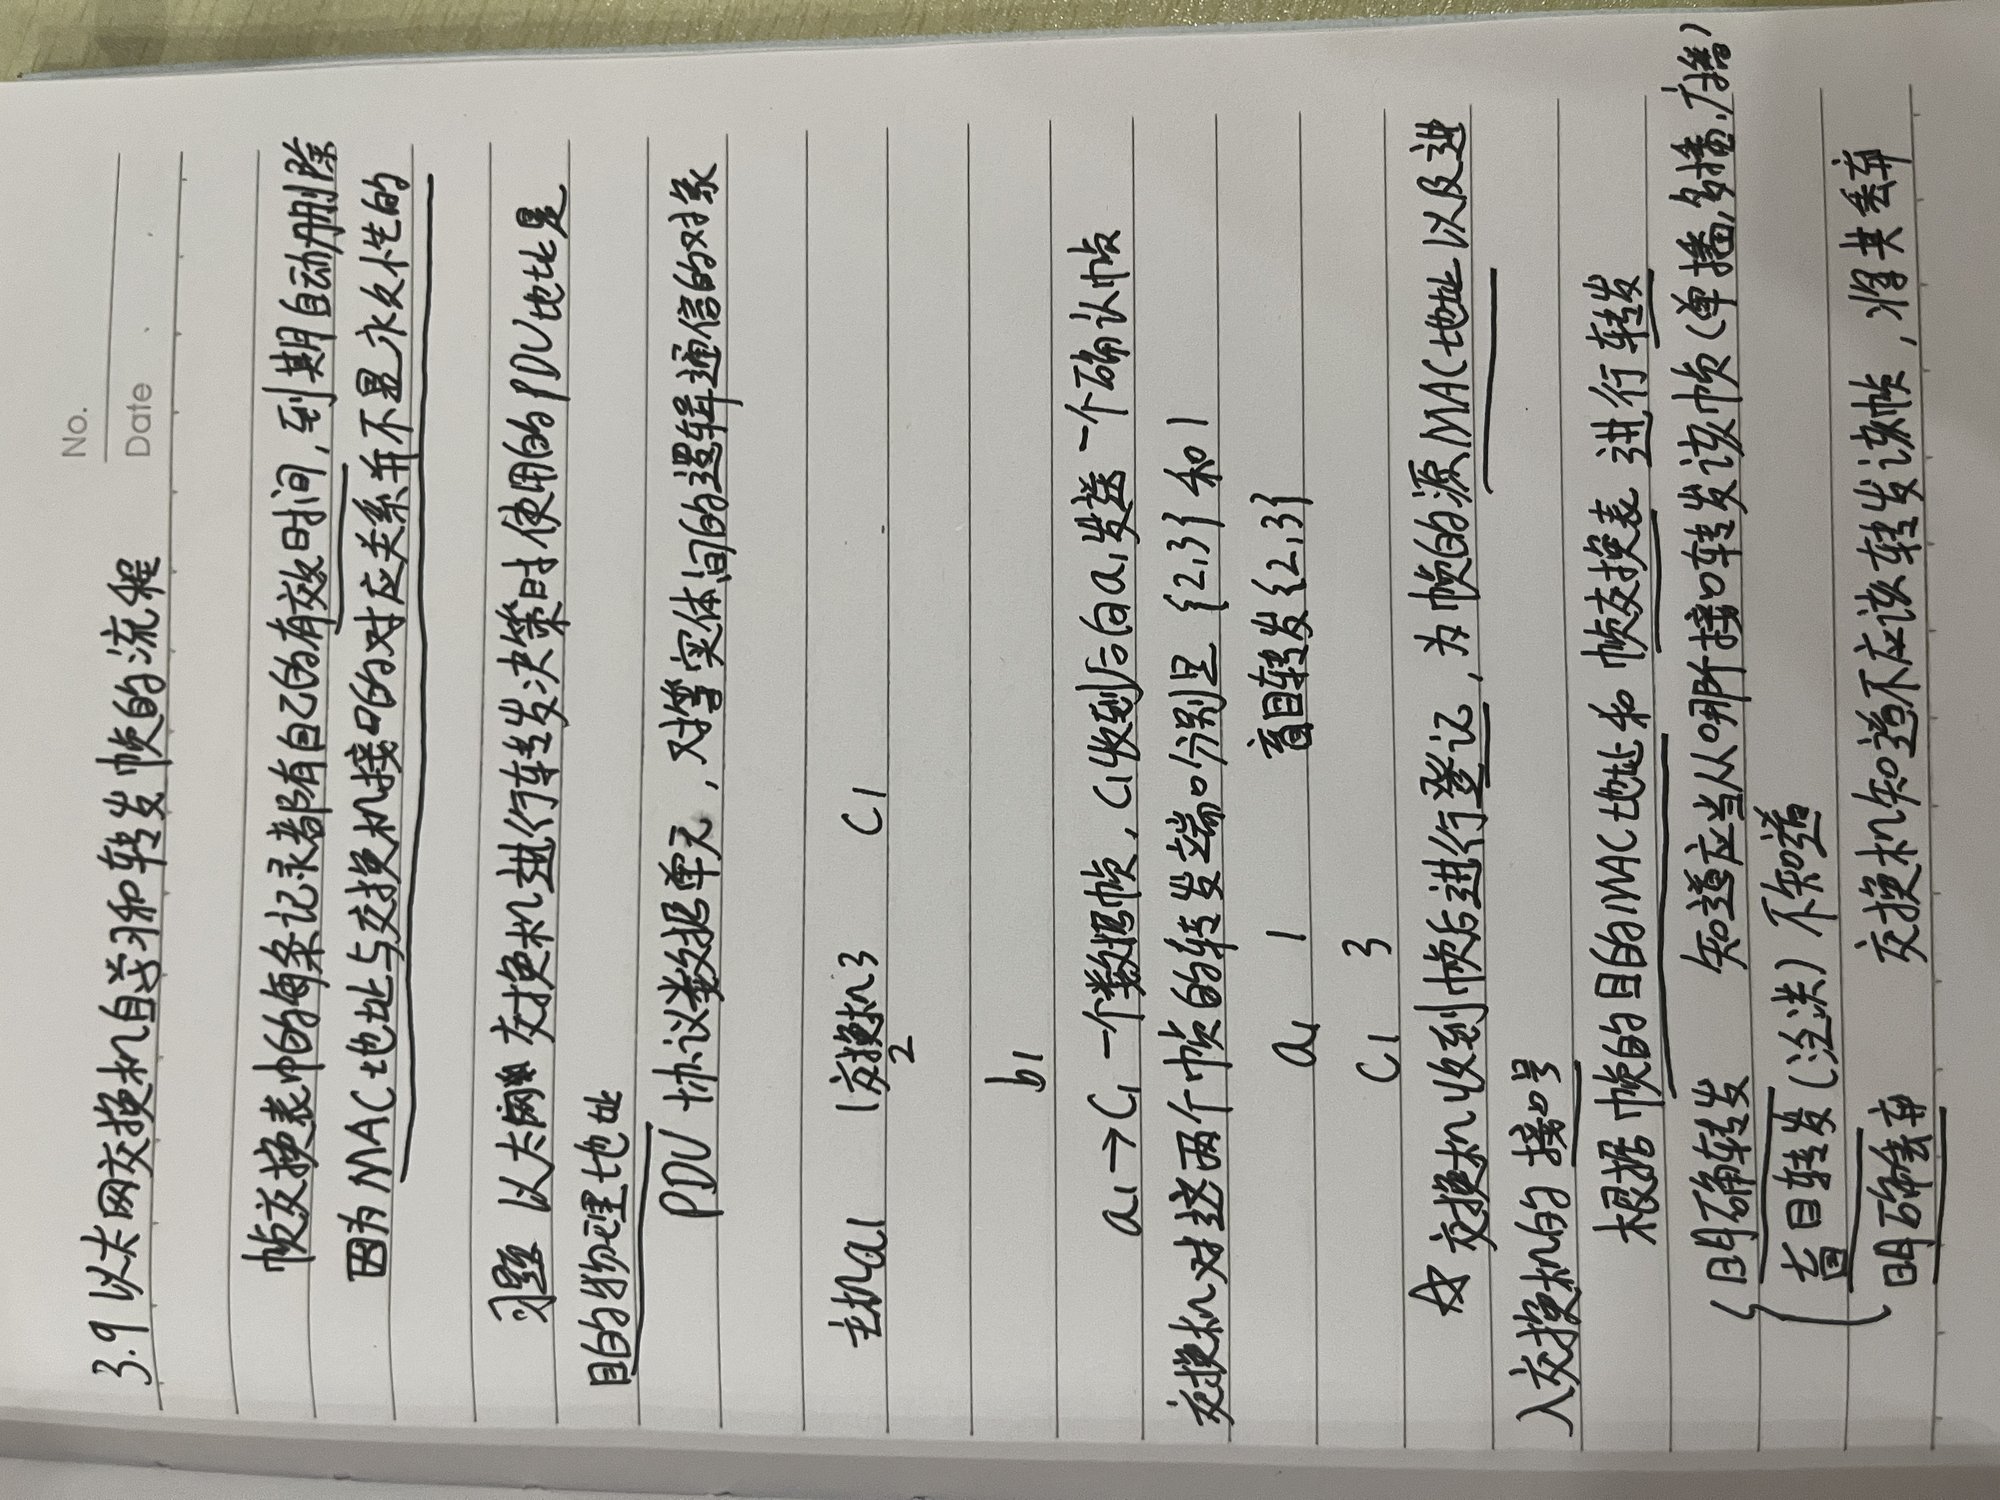 No.
Date
3.9 以太网交换机自学习和转发帧的流程
帧交换表中的每条记录都有自己的有效时间,到期自动删除
因为MAC地址与交换机接口的对应关系并不是永久性的
习题 以太网 交换机进行转发决策时使用的PDU地址是
目的物理地址
PDU 协议数据单元,对等实体间的逻辑通信的对象
主机a1 1交换机3 C1
2
b1
a1→C1 一个数据帧, C1收到后向a1发送一个确认帧
交换机对这两个帧的转发端口分别是 {2,3} 和 1
a1 1 盲目转发{2,3}
C1 3
☆ 交换机收到帧后进行登记,为帧的源MAC地址以及进
入交换机的接口号
根据帧的目的MAC地址和 帧交换表 进行转发
明确转发 知道应当从哪所接口转发该帧(单播,多播,广播)
盲目转发(泛洪) 不知道
明确丢弃 交换机知道不应该转发该帧,将其丢弃